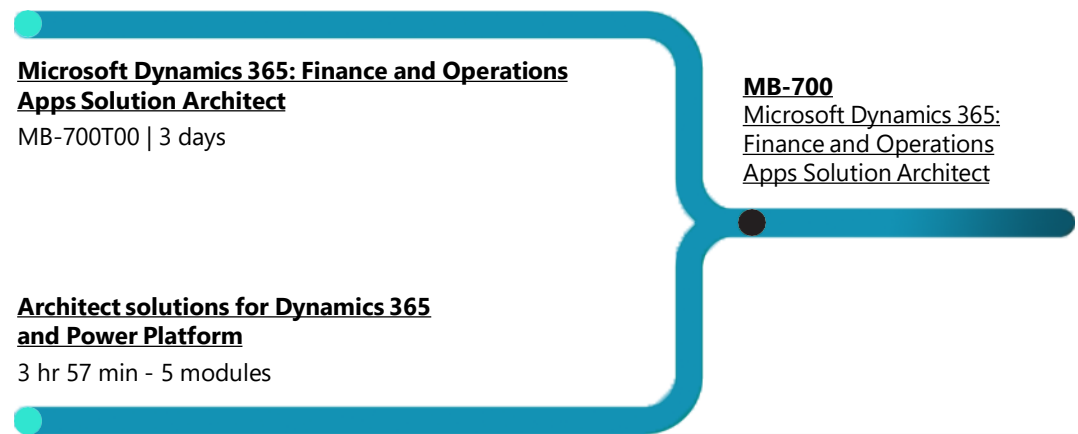 Microsoft Dynamics 365: Finance and Operations
Apps Solution Architect
MB-700T00 | 3 days
MB-700
Microsoft Dynamics 365:
Finance and Operations
Apps Solution Architect
Architect solutions for Dynamics 365
and Power Platform
3 hr 57 min - 5 modules